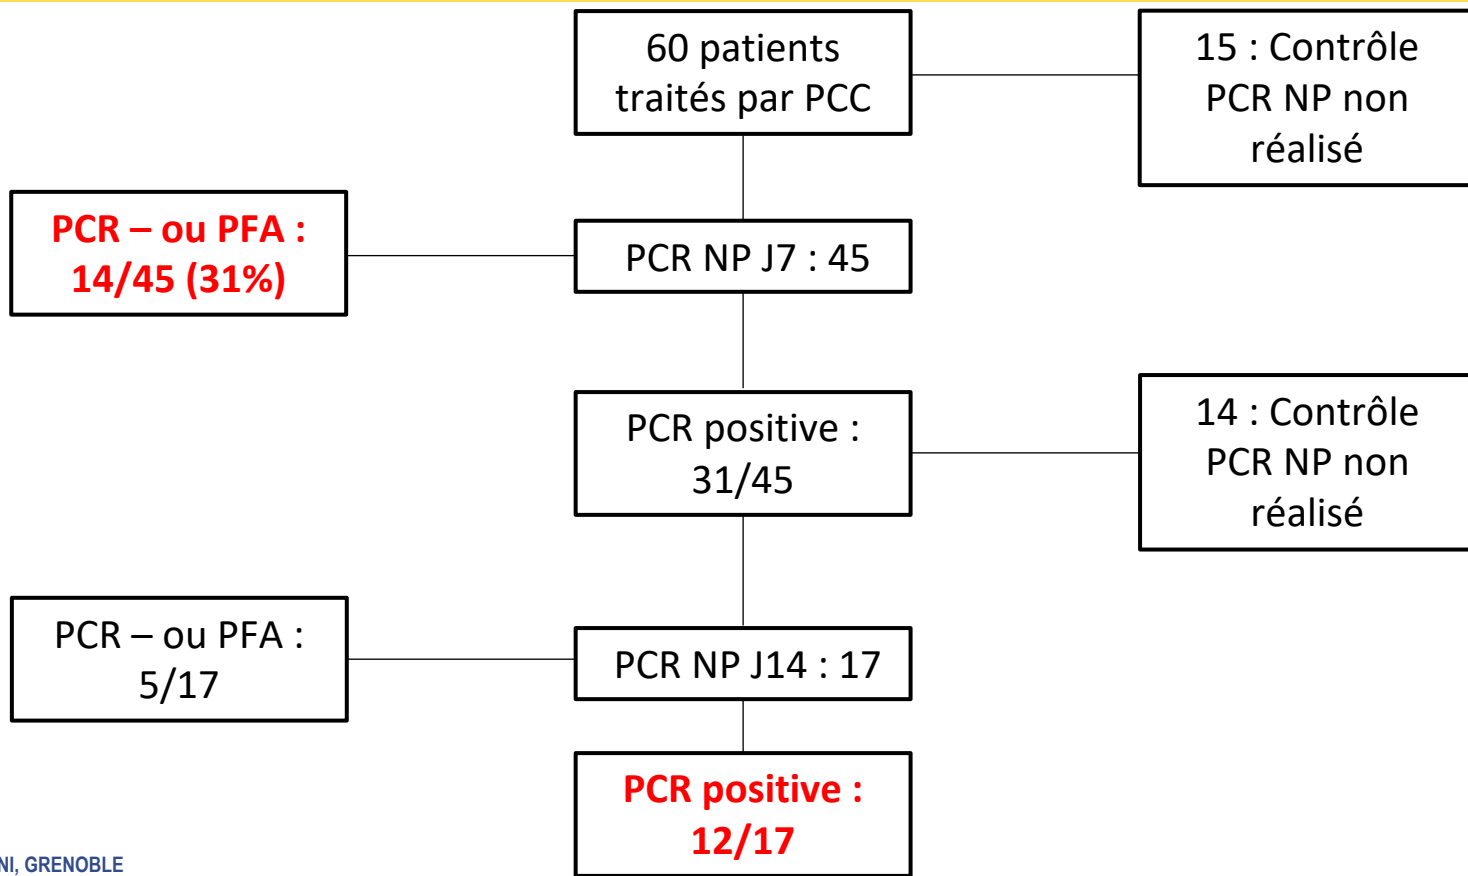 60 patients
traités par PCC
15 : Contrôle
PCR NP non
réalisé
PCR – ou PFA :
14/45 (31%)
PCR NP J7 : 45
PCR positive :
31/45
14 : Contrôle
PCR NP non
réalisé
PCR – ou PFA :
5/17
PCR NP J14 : 17
PCR positive :
12/17
NI, GRENOBLE